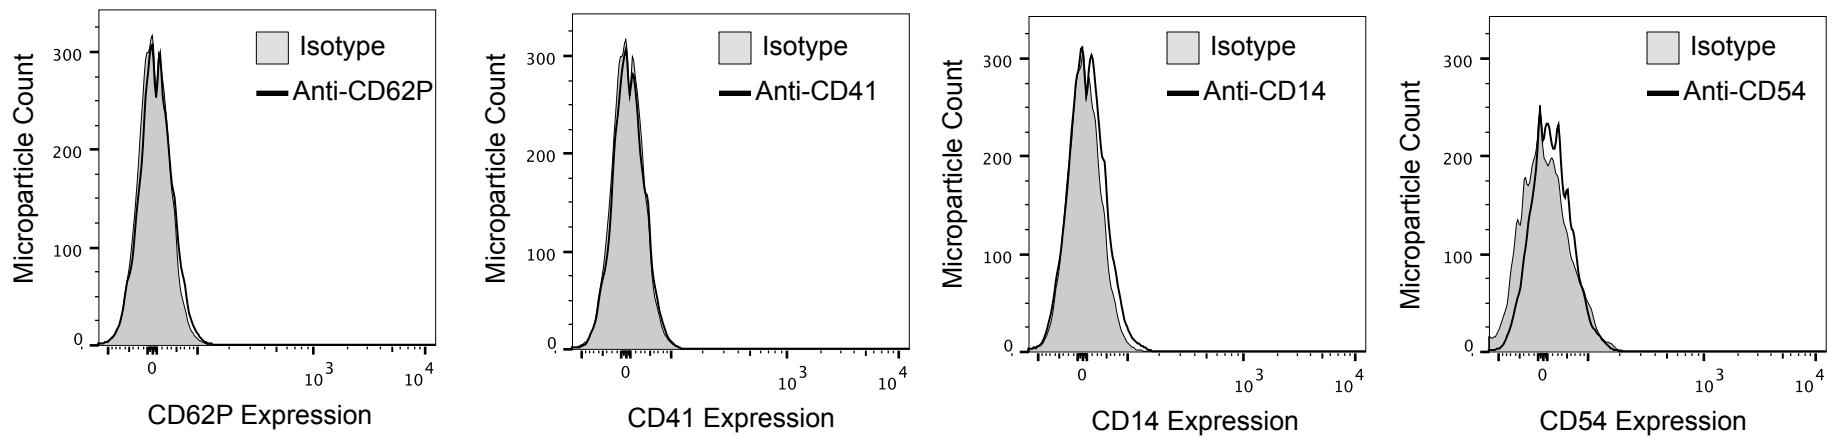 Microparticle Count
300
200
100
0
Isotype
Anti-CD62P
0
10^3
10^4
CD62P Expression
Microparticle Count
300
200
100
0
Isotype
Anti-CD41
0
10^3
10^4
CD41 Expression
Microparticle Count
300
200
100
0
Isotype
Anti-CD14
0
10^3
10^4
CD14 Expression
Microparticle Count
300
200
100
0
Isotype
Anti-CD54
0
10^3
10^4
CD54 Expression